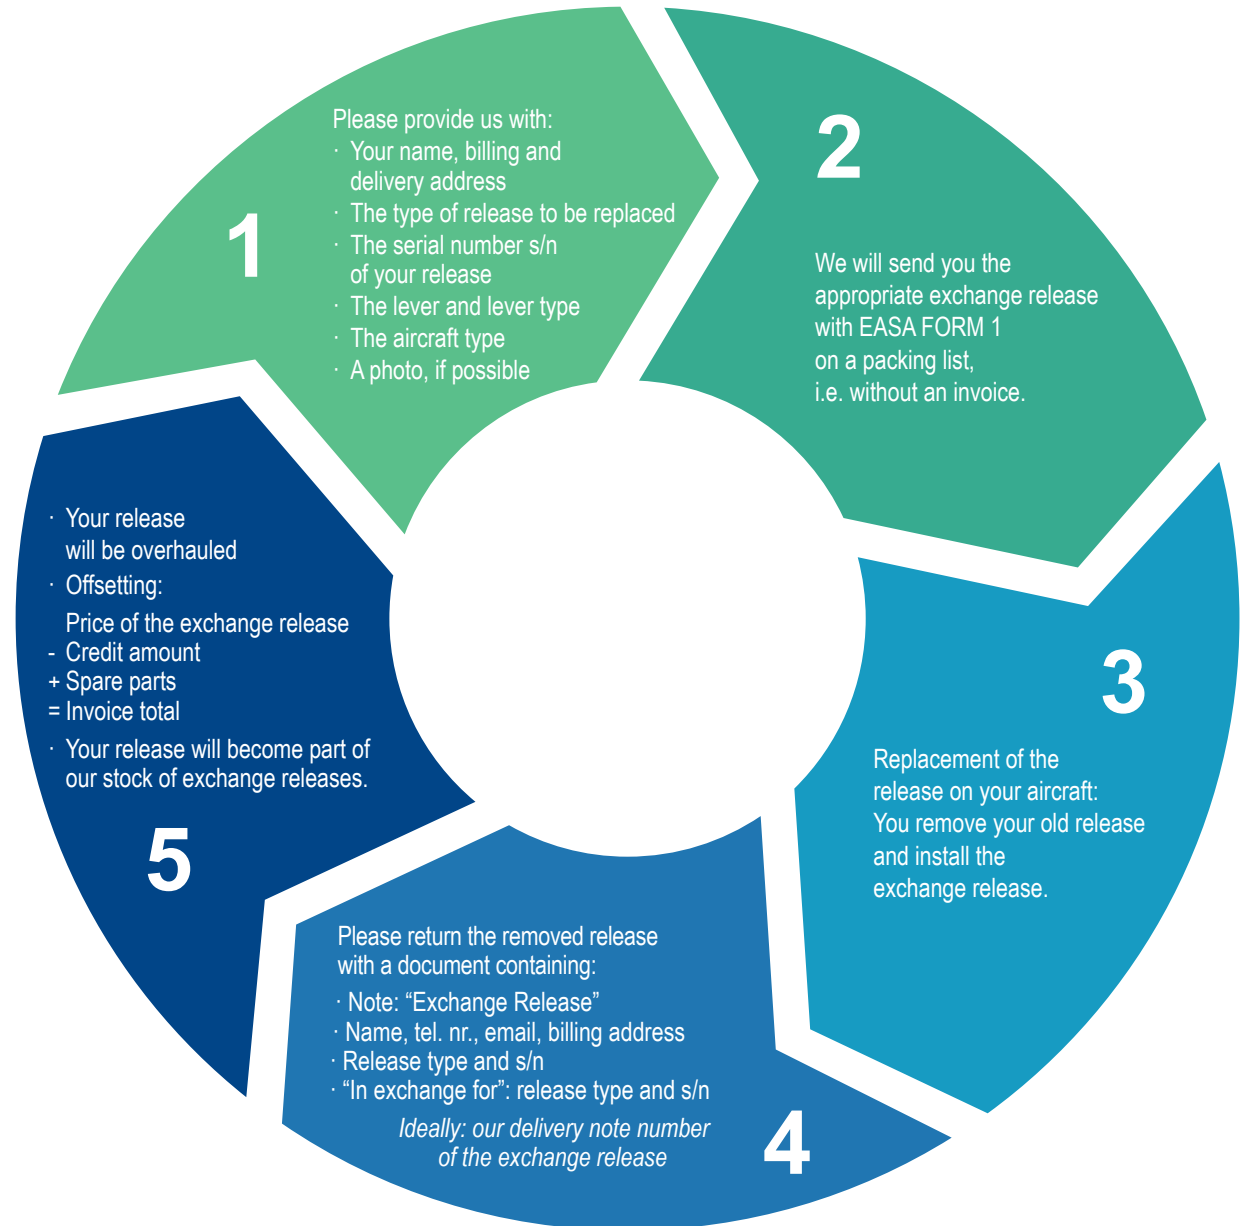 1
Please provide us with:
· Your name, billing and
delivery address
· The type of release to be replaced
· The serial number s/n
of your release
· The lever and lever type
· The aircraft type
· A photo, if possible
2
We will send you the
appropriate exchange release
with EASA FORM 1
on a packing list,
i.e. without an invoice.
3
Replacement of the
release on your aircraft:
You remove your old release
and install the
exchange release.
4
Please return the removed release
with a document containing:
· Note: “Exchange Release”
· Name, tel. nr., email, billing address
· Release type and s/n
· “In exchange for”: release type and s/n
Ideally: our delivery note number
of the exchange release
5
· Your release
will be overhauled
· Offsetting:
Price of the exchange release
- Credit amount
+ Spare parts
= Invoice total
· Your release will become part of
our stock of exchange releases.